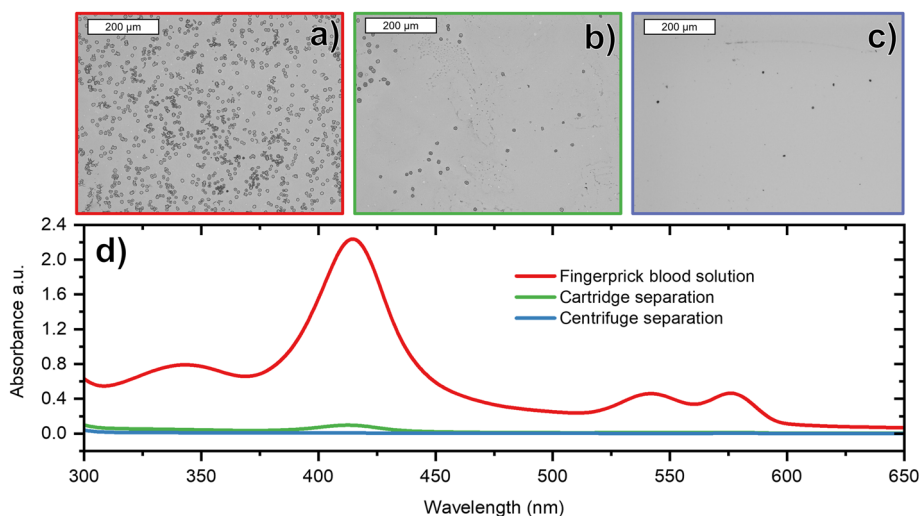 200 µm
a)
200 µm
b)
200 µm
c)
d)
2.4
2.0
1.6
1.2
0.8
0.4
0.0
Absorbance a.u.
Fingerprick blood solution
Cartridge separation
Centrifuge separation
300 350 400 450 500 550 600 650
Wavelength (nm)